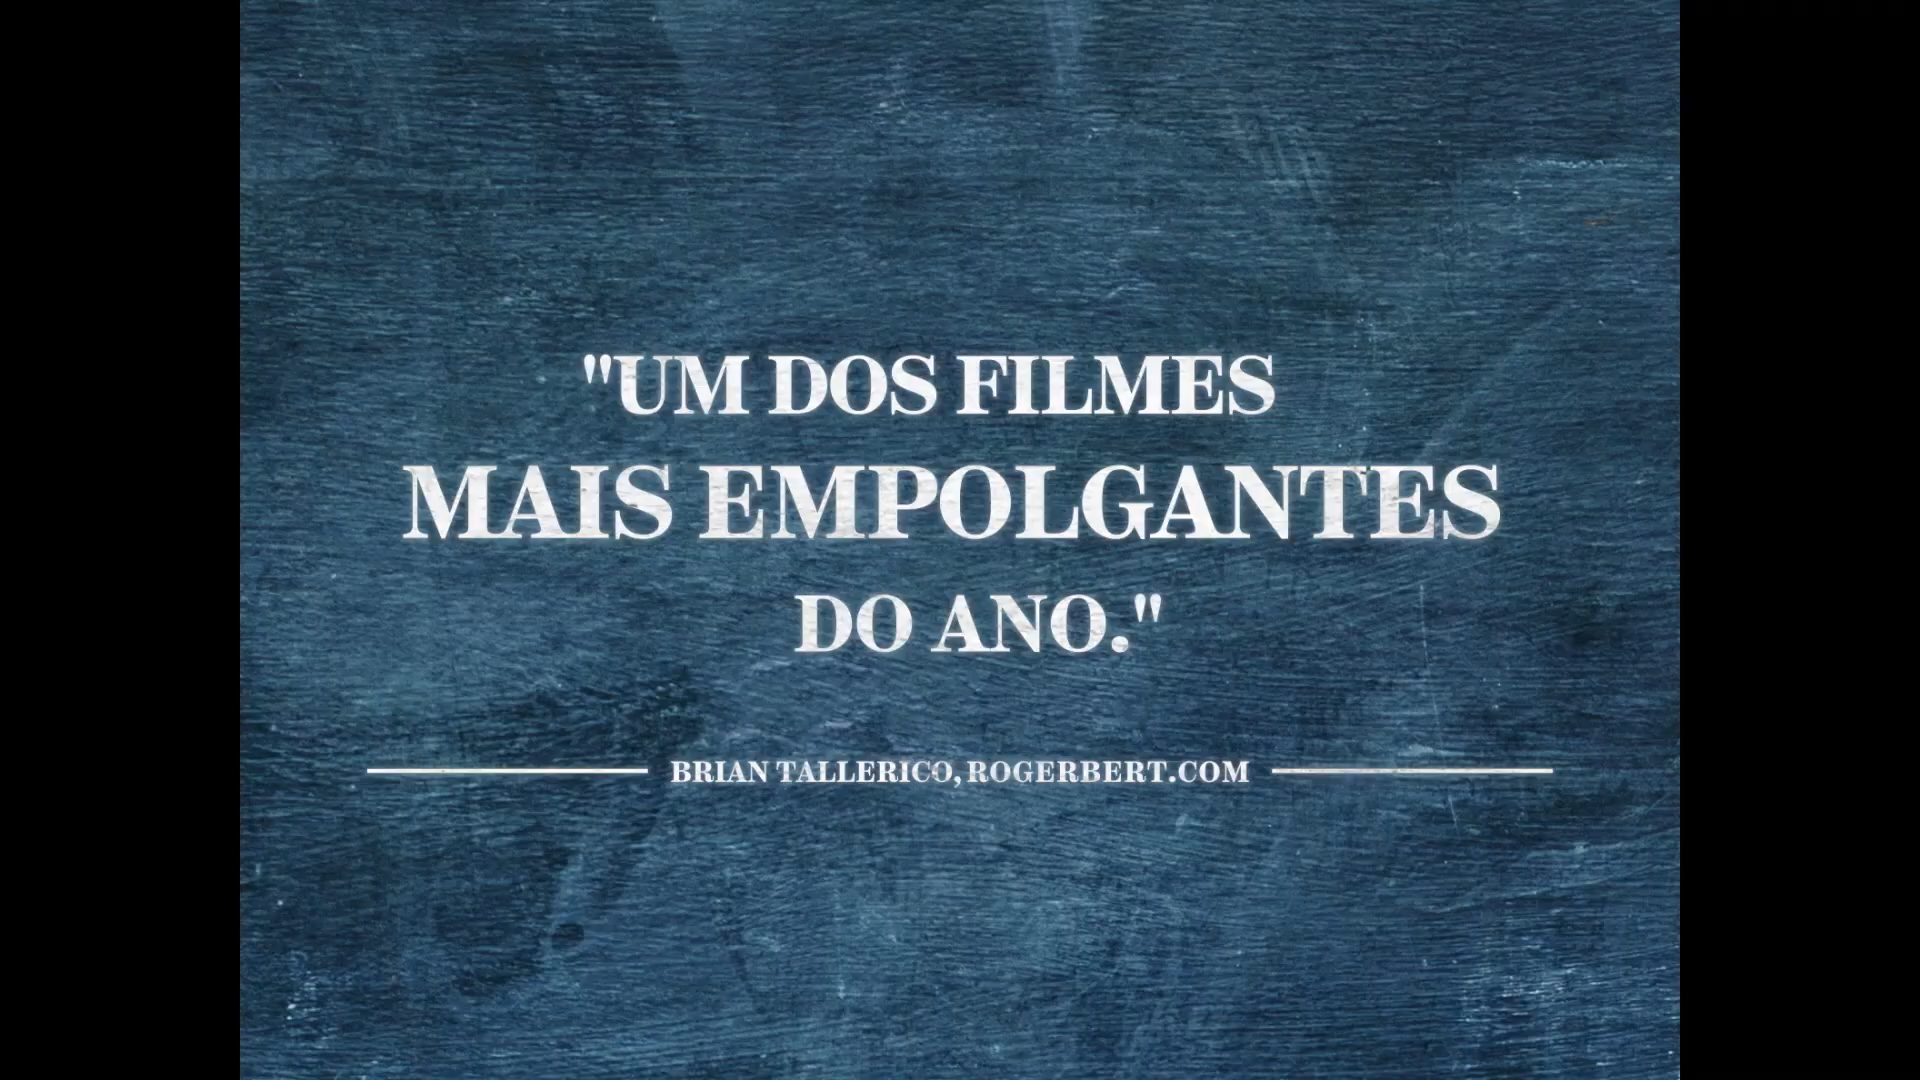 "UM DOS FILMES
MAIS EMPOLGANTES
DO ANO."
BRIAN TALLERICO, ROGERBERT.COM